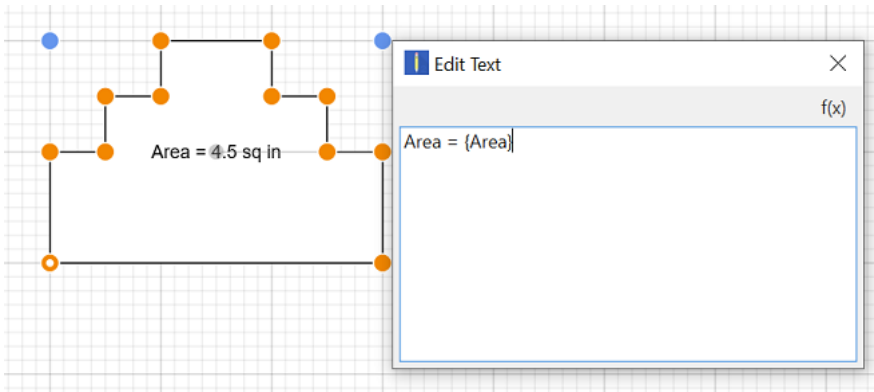 Area = 4.5 sq in
Edit Text
f(x)
Area = {Area}